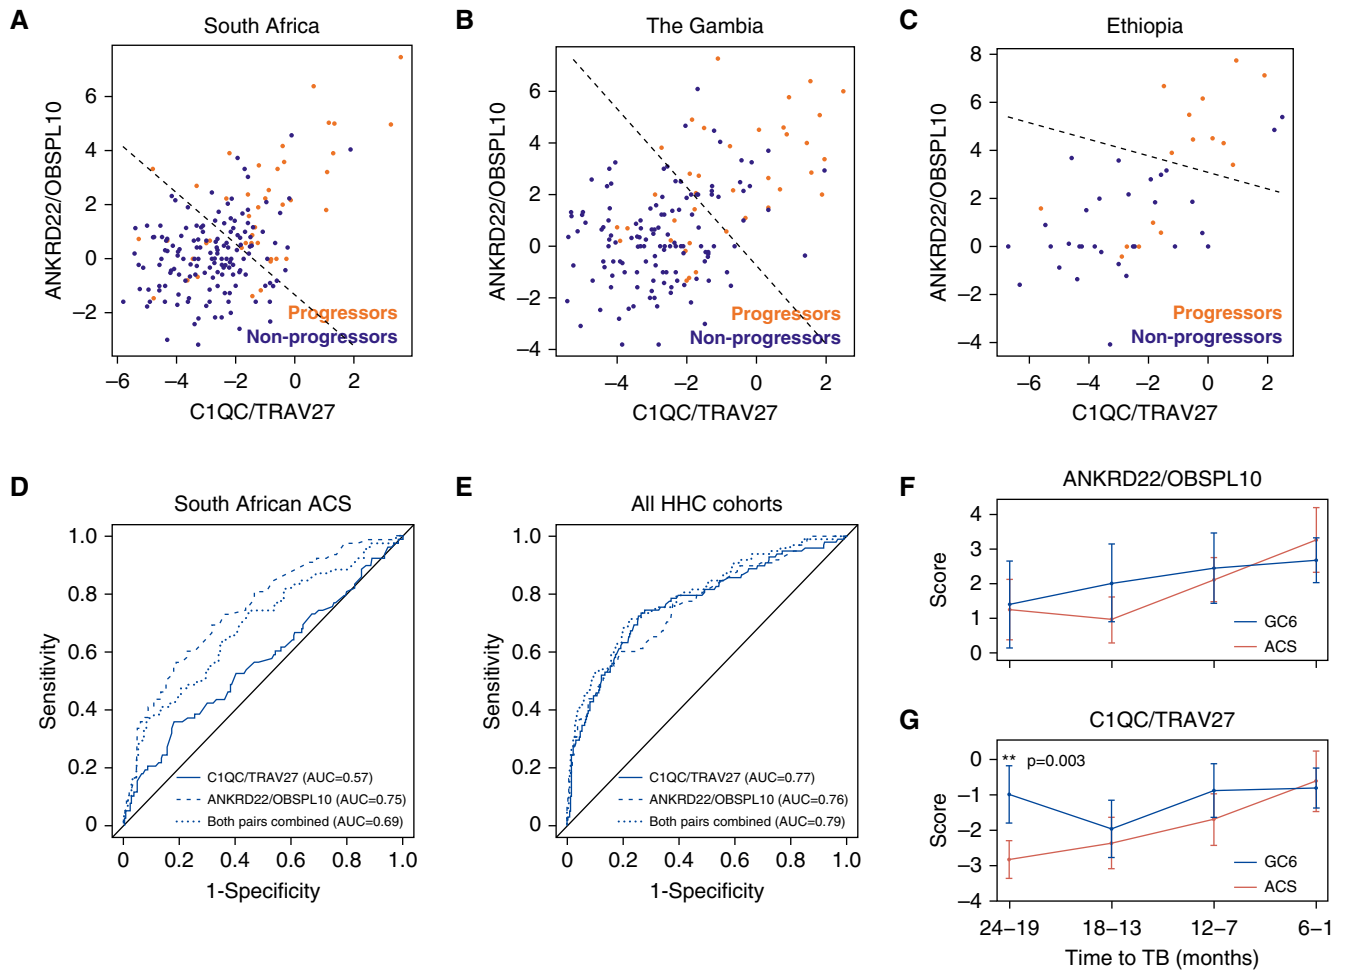 A
South Africa
ANKRD22/OBSPL10
6
4
2
0
–2
–6
–4
–2
0
2
C1QC/TRAV27
Progressors
Non-progressors
B
The Gambia
ANKRD22/OBSPL10
6
4
2
0
–2
–4
–4
–2
0
2
C1QC/TRAV27
Progressors
Non-progressors
C
Ethiopia
ANKRD22/OBSPL10
8
6
4
2
0
–2
–4
–6
–4
–2
0
2
C1QC/TRAV27
Progressors
Non-progressors
D
South African ACS
Sensitivity
1.0
0.8
0.6
0.4
0.2
0
C1QC/TRAV27 (AUC=0.57)
ANKRD22/OBSPL10 (AUC=0.75)
Both pairs combined (AUC=0.69)
0
0.2
0.4
0.6
0.8
1.0
1-Specificity
E
All HHC cohorts
Sensitivity
1.0
0.8
0.6
0.4
0.2
0
C1QC/TRAV27 (AUC=0.77)
ANKRD22/OBSPL10 (AUC=0.76)
Both pairs combined (AUC=0.79)
0
0.2
0.4
0.6
0.8
1.0
1-Specificity
F
ANKRD22/OBSPL10
Score
4
3
2
1
0
GC6
ACS
G
C1QC/TRAV27
Score
0
–1
–2
–3
–4
** p=0.003
GC6
ACS
24–19
18–13
12–7
6–1
Time to TB (months)